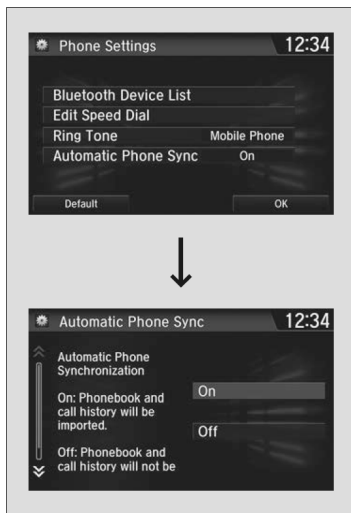 Phone Settings 12:34
Bluetooth Device List
Edit Speed Dial
Ring Tone Mobile Phone
Automatic Phone Sync On
Default OK
Automatic Phone Sync 12:34
Automatic Phone
Synchronization
On: Phonebook and
call history will be
imported.
Off: Phonebook and
call history will not be
On
Off